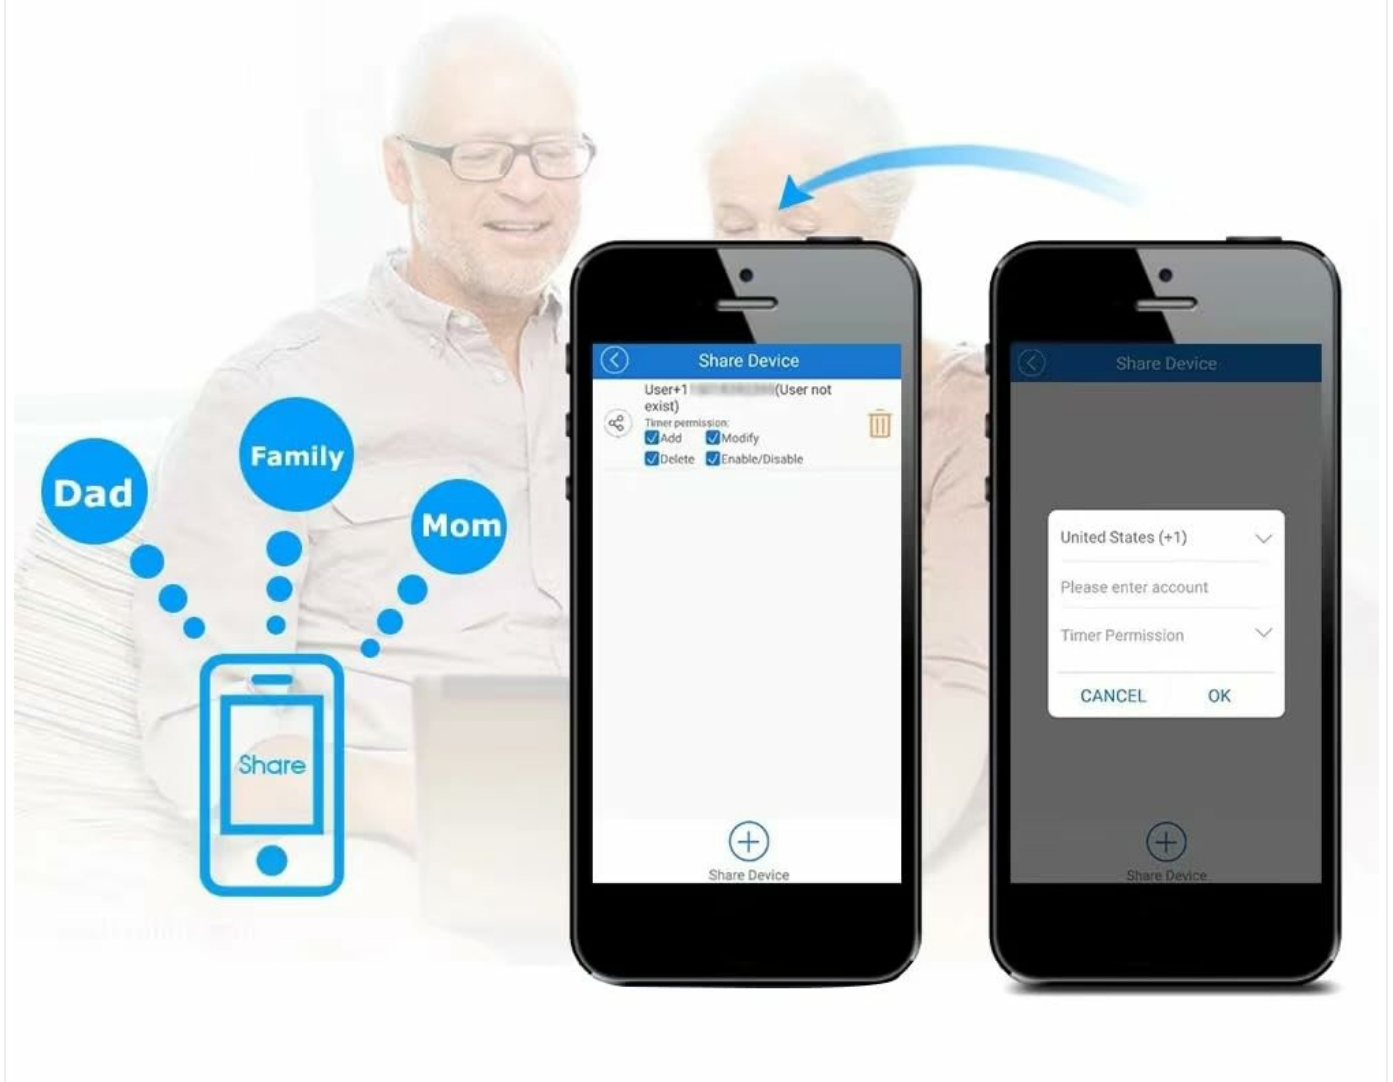 Dad
Family
Mom
Share
Share Device
User+1 (User not
exist)
Timer permission:
Add Modify
Delete Enable/Disable
Share Device
Share Device
United States (+1)
Please enter account
Timer Permission
CANCEL OK
Share Device